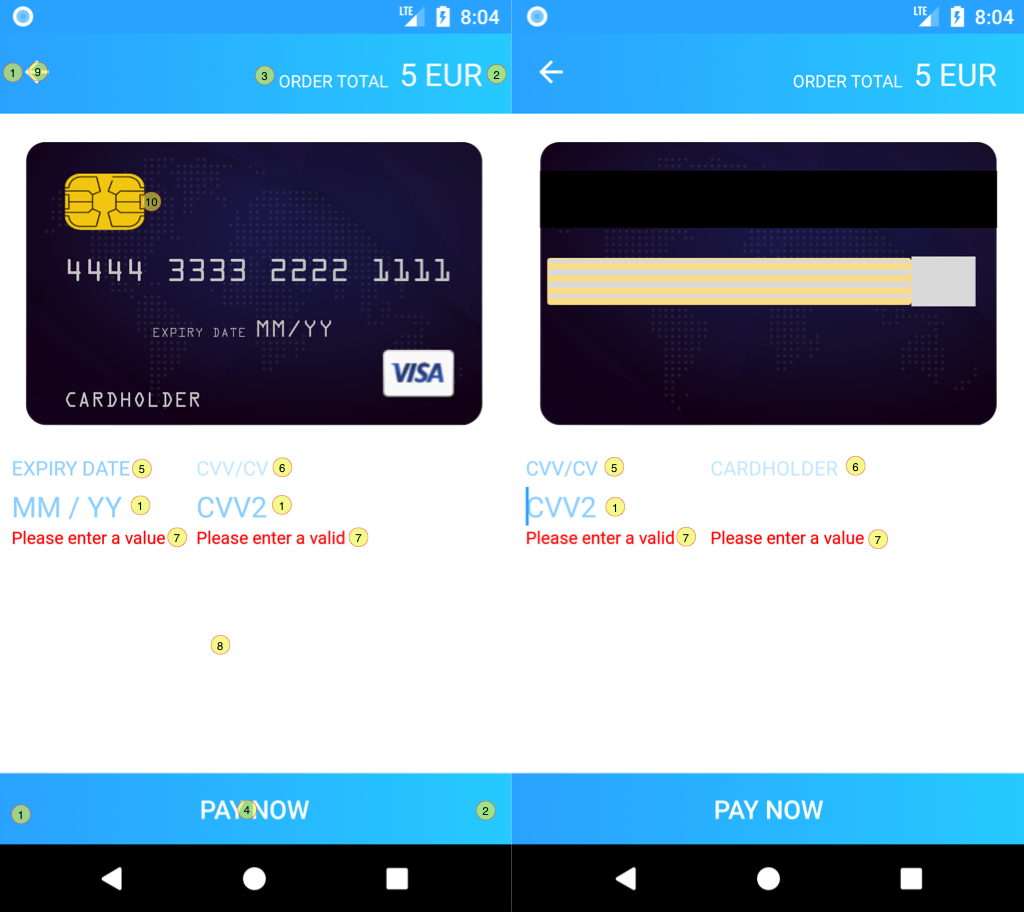 LTE 8:04
1 9 3 ORDER TOTAL 5 EUR 2
10
4444 3333 2222 1111
EXPIRY DATE MM/YY
VISA
CARDHOLDER
EXPIRY DATE 5 CVV/CV 6
MM / YY 1 CVV2 1
Please enter a value 7 Please enter a valid 7
8
1 PAY NOW 4 2
LTE 8:04
ORDER TOTAL 5 EUR
CVV/CV 5 CARDHOLDER 6
CVV2 1
Please enter a valid 7 Please enter a value 7
PAY NOW